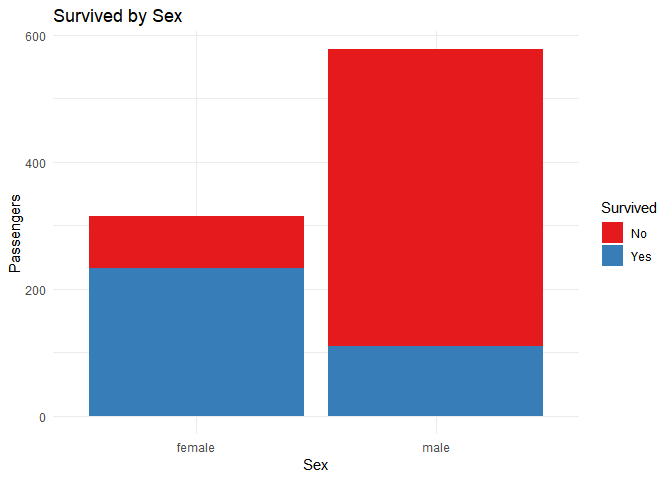 Survived by Sex
600
400
200
0
Passengers
female
male
Sex
Survived
No
Yes